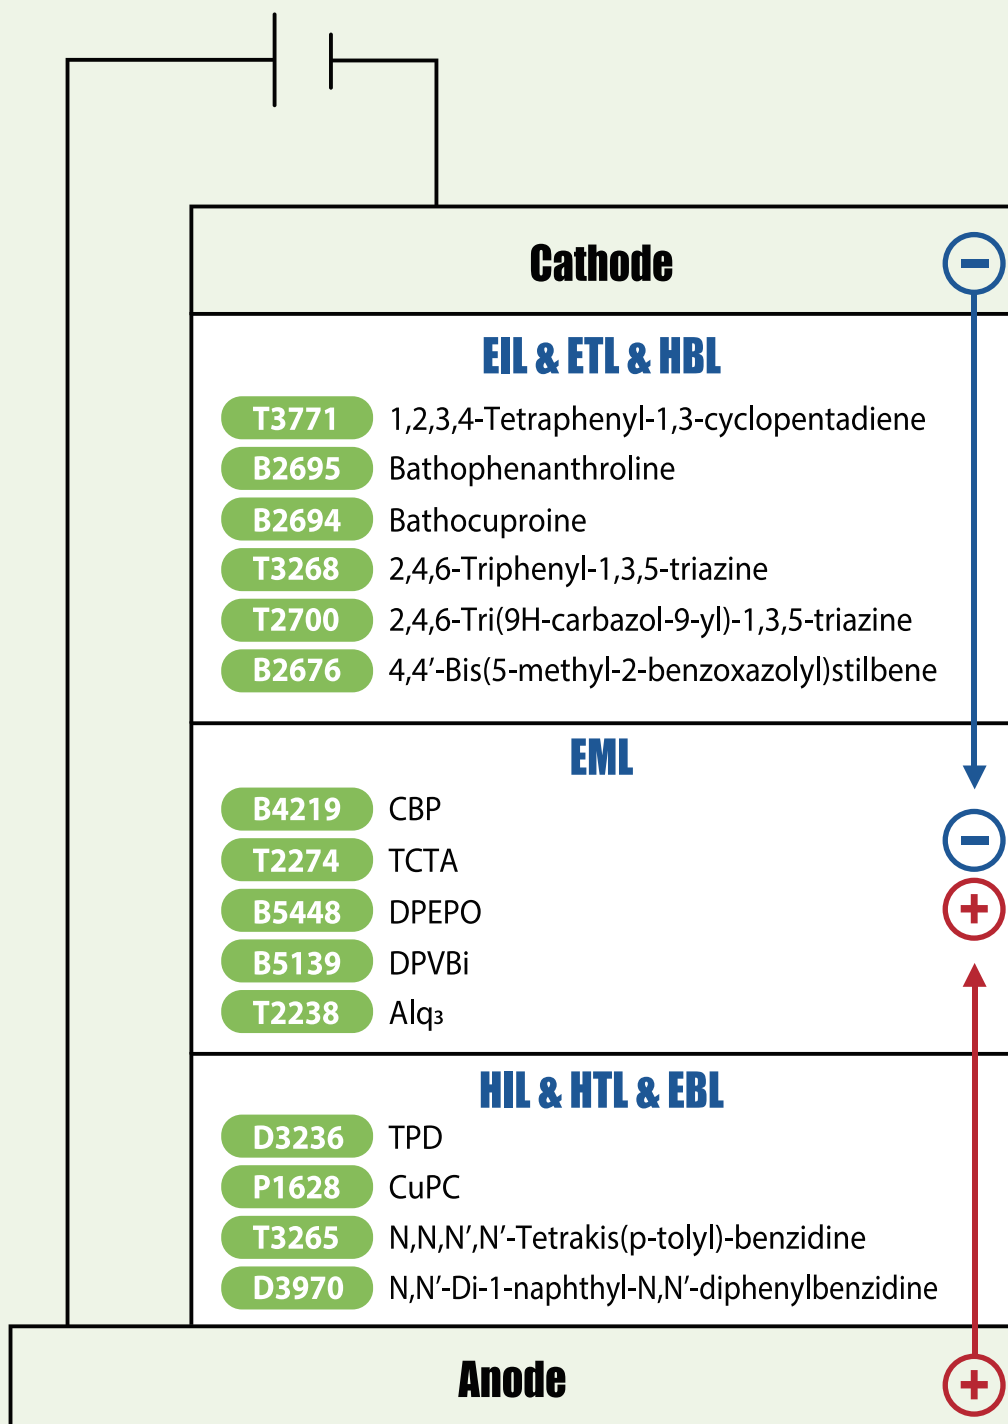 Cathode
EIL & ETL & HBL
T3771 1,2,3,4-Tetraphenyl-1,3-cyclopentadiene
B2695 Bathophenanthroline
B2694 Bathocuproine
T3268 2,4,6-Triphenyl-1,3,5-triazine
T2700 2,4,6-Tri(9H-carbazol-9-yl)-1,3,5-triazine
B2676 4,4′-Bis(5-methyl-2-benzoxazolyl)stilbene
EML
B4219 CBP
T2274 TCTA
B5448 DPEPO
B5139 DPVBi
T2238 Alq₃
HIL & HTL & EBL
D3236 TPD
P1628 CuPC
T3265 N,N,N′,N′-Tetrakis(p-tolyl)-benzidine
D3970 N,N′-Di-1-naphthyl-N,N′-diphenylbenzidine
Anode